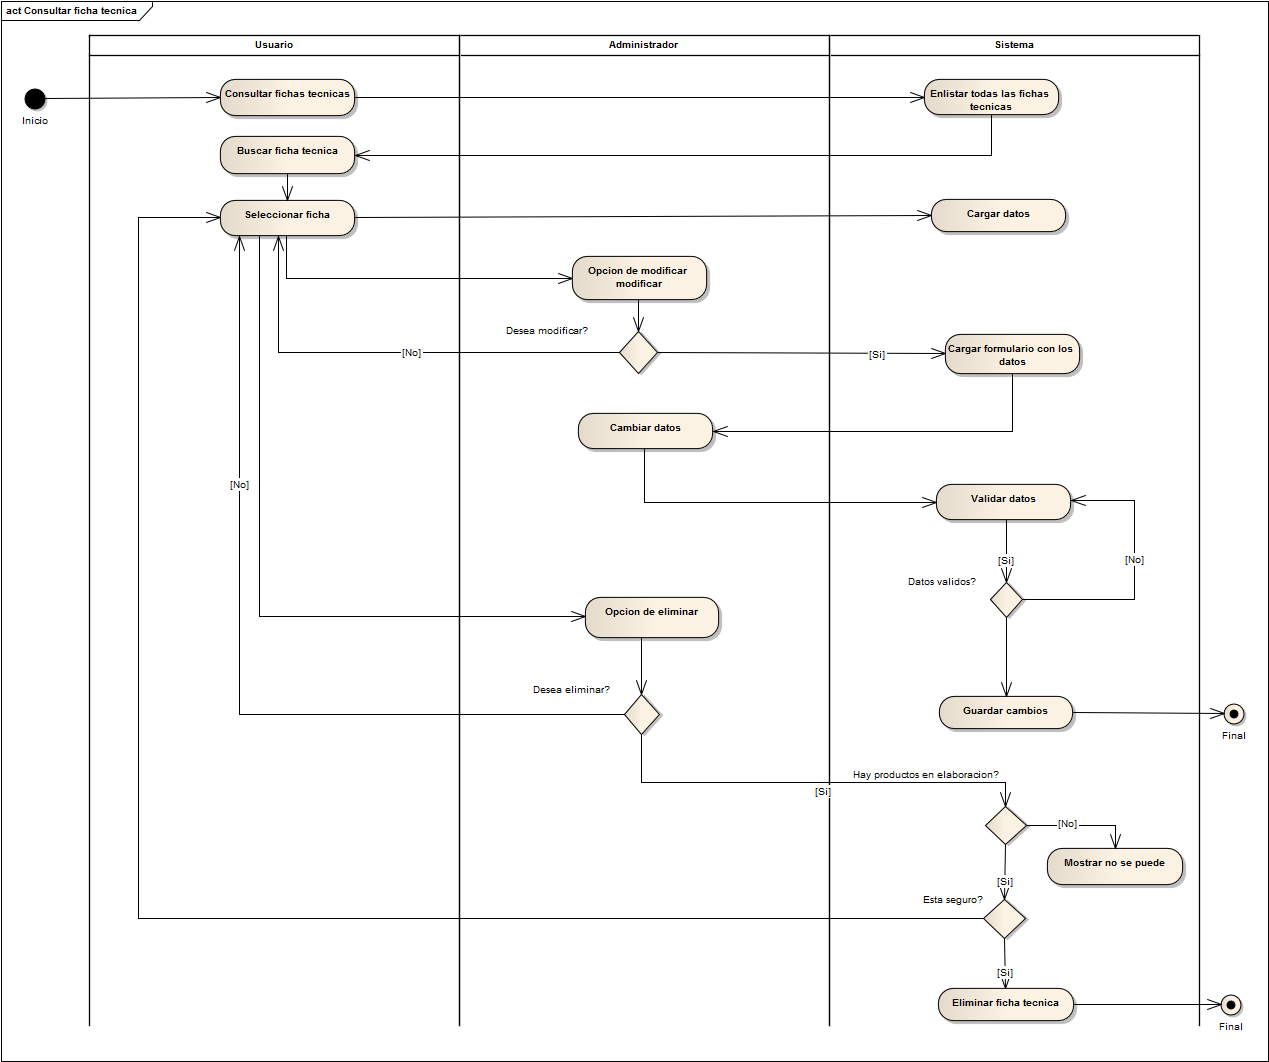 act Consultar ficha tecnica
Usuario
Administrador
Sistema
Inicio
Consultar fichas tecnicas
Enlistar todas las fichas
tecnicas
Buscar ficha tecnica
Seleccionar ficha
Cargar datos
Opcion de modificar
modificar
Desea modificar?
[No]
[Si]
Cargar formulario con los
datos
Cambiar datos
[No]
Validar datos
[Si]
[No]
Datos validos?
Opcion de eliminar
Desea eliminar?
Guardar cambios
Final
Hay productos en elaboracion?
[Si]
[No]
Mostrar no se puede
[Si]
Esta seguro?
[Si]
Eliminar ficha tecnica
Final